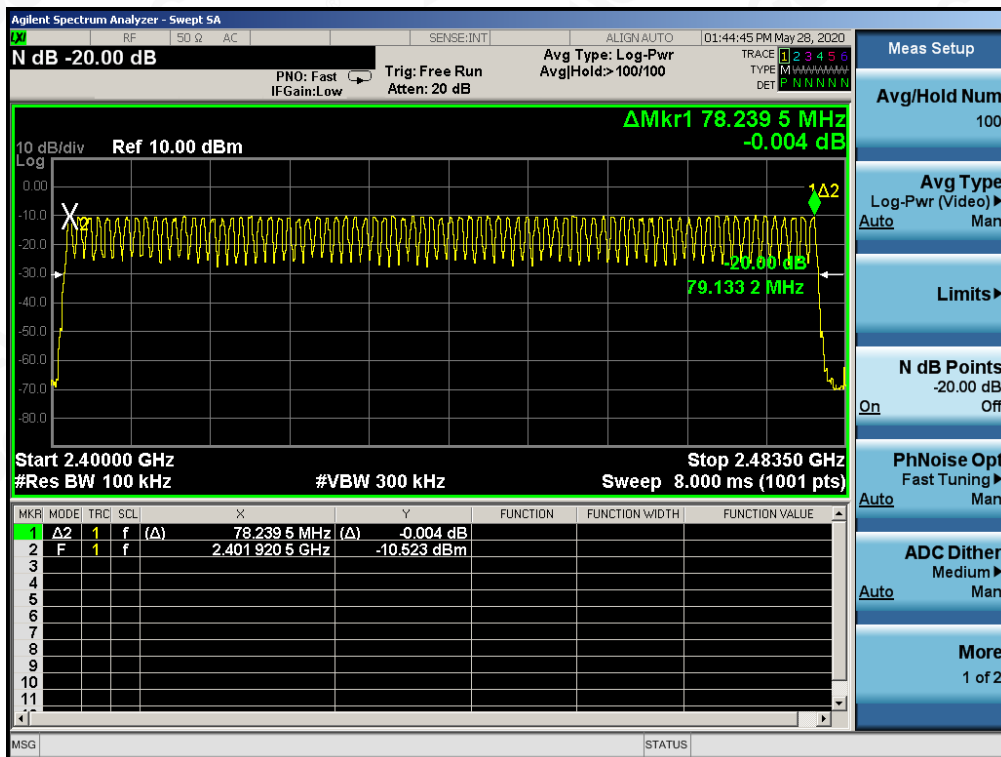 Agilent Spectrum Analyzer - Swept SA
LXI RF 50 Ω AC SENSE:INT ALIGN AUTO 01:44:45 PM May 28, 2020
N dB -20.00 dB
PNO: Fast
IFGain:Low
Trig: Free Run
Atten: 20 dB
Avg Type: Log-Pwr
Avg|Hold:> 100/100
TRACE 1 2 3 4 5 6
TYPE M
DET P N N N N N
ΔMkr1 78.239 5 MHz
-0.004 dB
10 dB/div Ref 10.00 dBm
Log
0.00
-10.0
-20.0
-30.0
-40.0
-50.0
-60.0
-70.0
-80.0
X2
1Δ2
-20.00 dB
79.133 2 MHz
Start 2.40000 GHz Stop 2.48350 GHz
#Res BW 100 kHz #VBW 300 kHz Sweep 8.000 ms (1001 pts)
MKR MODE TRC SCL X Y FUNCTION FUNCTION WIDTH FUNCTION VALUE
1 Δ2 1 f (Δ) 78.239 5 MHz (Δ) -0.004 dB
2 F 1 f 2.401 920 5 GHz -10.523 dBm
3
4
5
6
7
8
9
10
11
MSG STATUS
Meas Setup
Avg/Hold Num
100
Avg Type
Log-Pwr (Video)
Auto Man
Limits
N dB Points
-20.00 dB
On Off
PhNoise Opt
Fast Tuning
Auto Man
ADC Dither
Medium
Auto Man
More
1 of 2